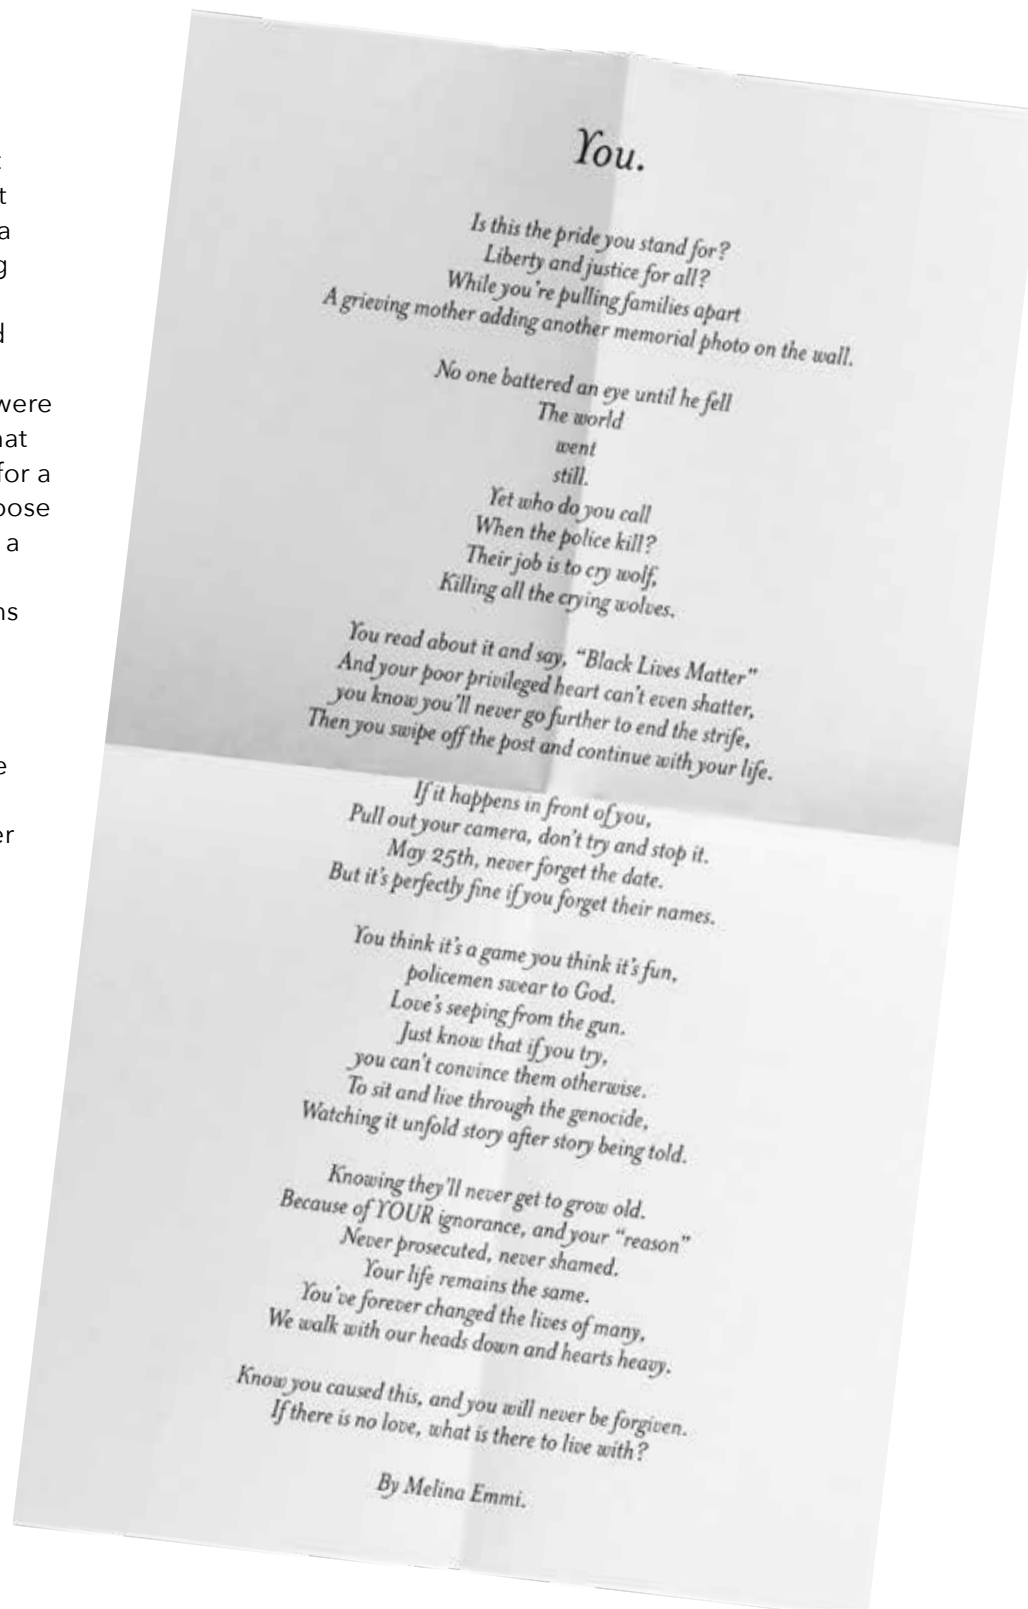 were
for a
a
You.
Is this the pride you stand for?
Liberty and justice for all?
While you're pulling families apart
A grieving mother adding another memorial photo on the wall.
No one battered an eye until he fell
The world
went
still.
Yet who do you call
When the police kill?
Their job is to cry wolf,
Killing all the crying wolves.
You read about it and say, “Black Lives Matter”
And your poor privileged heart can't even shatter,
you know you'll never go further to end the strife,
Then you swipe off the post and continue with your life.
If it happens in front of you,
Pull out your camera, don't try and stop it.
May 25th, never forget the date.
But it's perfectly fine if you forget their names.
You think it's a game you think it's fun,
policemen swear to God.
Love's seeping from the gun.
Just know that if you try,
you can't convince them otherwise.
To sit and live through the genocide,
Watching it unfold story after story being told.
Knowing they'll never get to grow old.
Because of YOUR ignorance, and your “reason”
Never prosecuted, never shamed.
Your life remains the same.
You've forever changed the lives of many,
We walk with our heads down and hearts heavy.
Know you caused this, and you will never be forgiven.
If there is no love, what is there to live with?
By Melina Emmi.